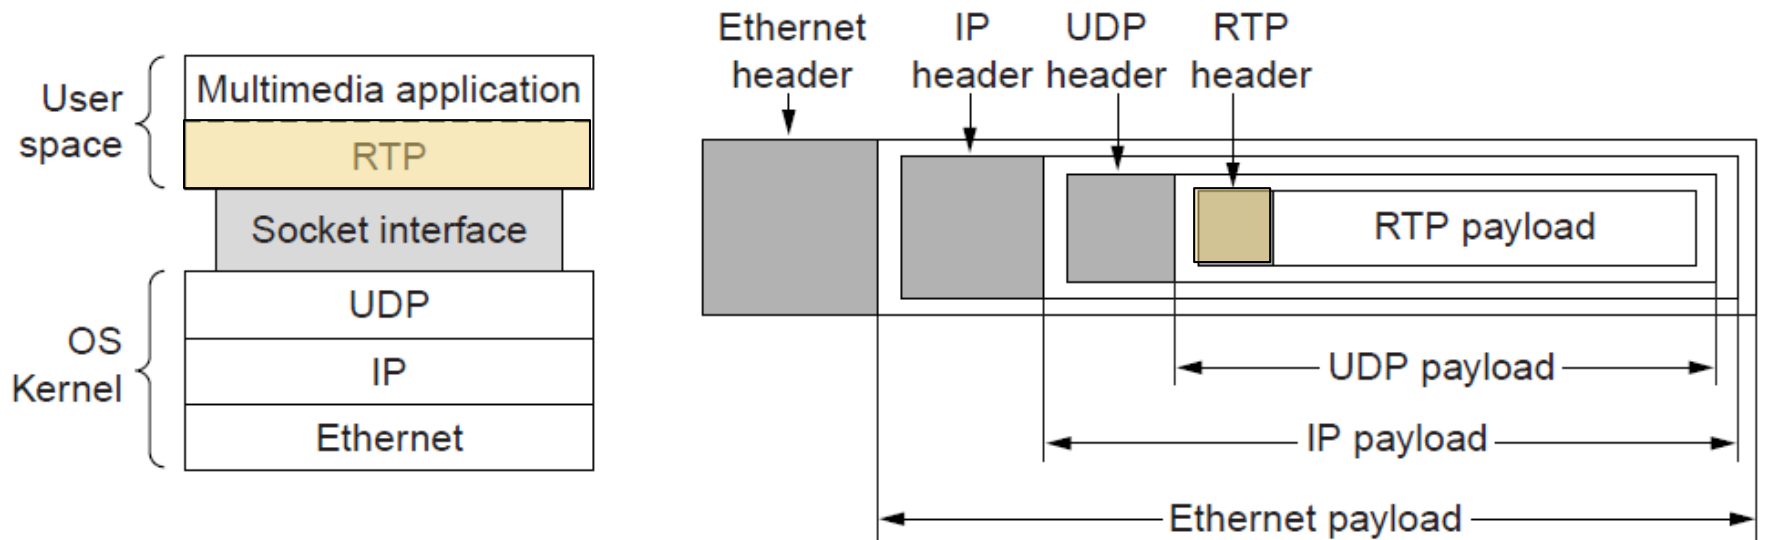 User
space
Multimedia application
RTP
Socket interface
OS
Kernel
UDP
IP
Ethernet
Ethernet
header
IP
header
UDP
header
RTP
header
RTP payload
UDP payload
IP payload
Ethernet payload